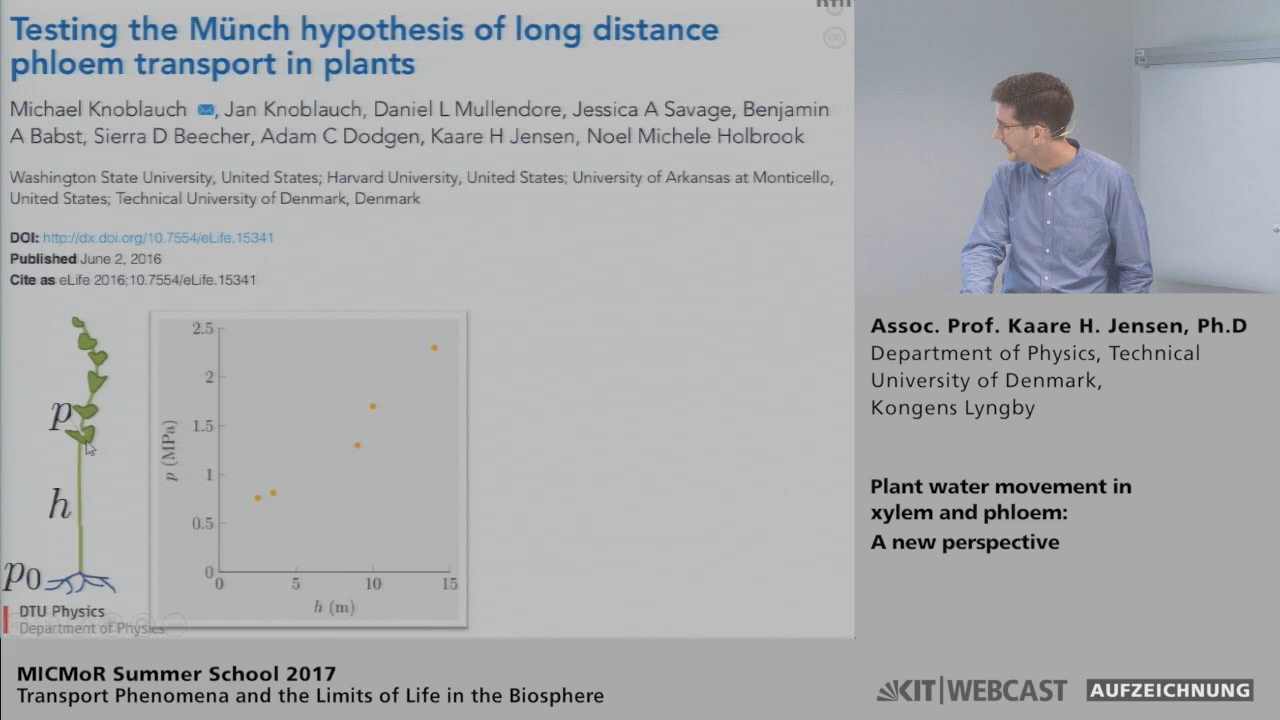 Testing the Münch hypothesis of long distance
phloem transport in plants
Michael Knoblauch , Jan Knoblauch, Daniel L Mullendore, Jessica A Savage, Benjamin
A Babst, Sierra D Beecher, Adam C Dodgen, Kaare H Jensen, Noel Michele Holbrook
Washington State University, United States; Harvard University, United States; University of Arkansas at Monticello,
United States; Technical University of Denmark, Denmark
DOI: http://dx.doi.org/10.7554/eLife.15341
Published June 2, 2016
Cite as eLife 2016;10.7554/eLife.15341
p
h
p0
2.5
2
1.5
1
0.5
0
p (MPa)
0 5 10 15
h (m)
DTU Physics
Department of Physics
Assoc. Prof. Kaare H. Jensen, Ph.D
Department of Physics, Technical
University of Denmark,
Kongens Lyngby
Plant water movement in
xylem and phloem:
A new perspective
MICMoR Summer School 2017
Transport Phenomena and the Limits of Life in the Biosphere
KIT|WEBCAST AUFZEICHNUNG